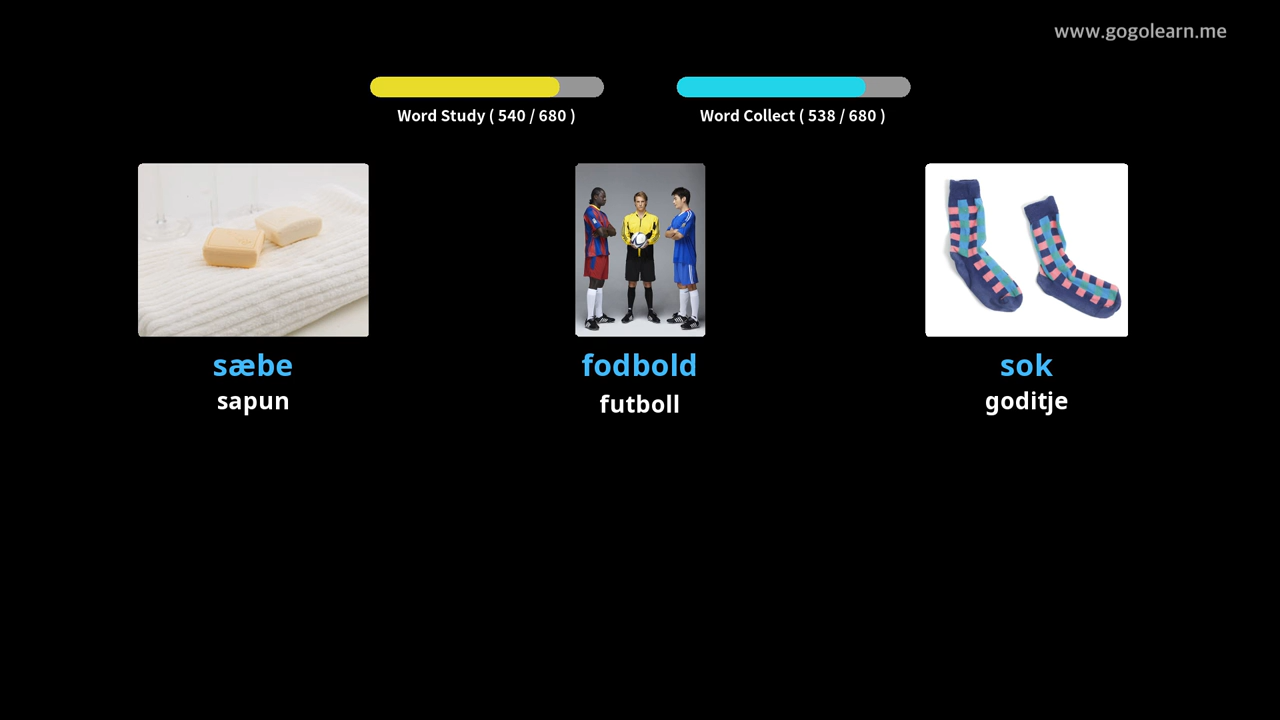 www.gogolearn.me
Word Study ( 540 / 680 )
Word Collect ( 538 / 680 )
sæbe
sapun
fodbold
futboll
sok
goditje